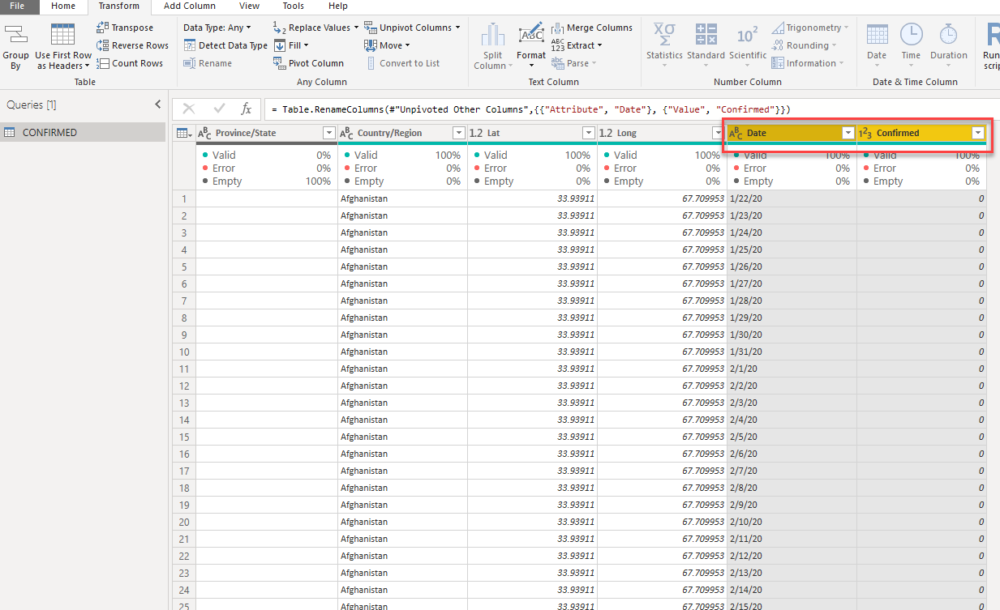 File Home Transform Add Column View Tools Help
Group By
Use First Row as Headers
Transpose
Reverse Rows
Count Rows
Table
Data Type: Any
Detect Data Type
Rename
1 2 Replace Values
Fill
Pivot Column
Unpivot Columns
Move
Convert to List
Any Column
Split Column
ABC Format
Merge Columns
ABC 123 Extract
abc Parse
Text Column
XΣ Statistics
Standard
10² Scientific
Trigonometry
.00 Rounding
Information
Number Column
Date
Time
Duration
Date & Time Column
R
Run
scrip
Queries [1]
CONFIRMED
fx = Table.RenameColumns(#"Unpivoted Other Columns",{{"Attribute", "Date"}, {"Value", "Confirmed"}})
ABC Province/State ABC Country/Region 1.2 Lat 1.2 Long ABC Date 123 Confirmed
Valid 0% Valid 100% Valid 100% Valid 100% Valid 100% Valid 100%
Error 0% Error 0% Error 0% Error 0% Error 0% Error 0%
Empty 100% Empty 0% Empty 0% Empty 0% Empty 0% Empty 0%
1 Afghanistan 33.93911 67.709953 1/22/20 0
2 Afghanistan 33.93911 67.709953 1/23/20 0
3 Afghanistan 33.93911 67.709953 1/24/20 0
4 Afghanistan 33.93911 67.709953 1/25/20 0
5 Afghanistan 33.93911 67.709953 1/26/20 0
6 Afghanistan 33.93911 67.709953 1/27/20 0
7 Afghanistan 33.93911 67.709953 1/28/20 0
8 Afghanistan 33.93911 67.709953 1/29/20 0
9 Afghanistan 33.93911 67.709953 1/30/20 0
10 Afghanistan 33.93911 67.709953 1/31/20 0
11 Afghanistan 33.93911 67.709953 2/1/20 0
12 Afghanistan 33.93911 67.709953 2/2/20 0
13 Afghanistan 33.93911 67.709953 2/3/20 0
14 Afghanistan 33.93911 67.709953 2/4/20 0
15 Afghanistan 33.93911 67.709953 2/5/20 0
16 Afghanistan 33.93911 67.709953 2/6/20 0
17 Afghanistan 33.93911 67.709953 2/7/20 0
18 Afghanistan 33.93911 67.709953 2/8/20 0
19 Afghanistan 33.93911 67.709953 2/9/20 0
20 Afghanistan 33.93911 67.709953 2/10/20 0
21 Afghanistan 33.93911 67.709953 2/11/20 0
22 Afghanistan 33.93911 67.709953 2/12/20 0
23 Afghanistan 33.93911 67.709953 2/13/20 0
24 Afghanistan 33.93911 67.709953 2/14/20 0
25 Afghanistan 33.93911 67.709953 2/15/20 0